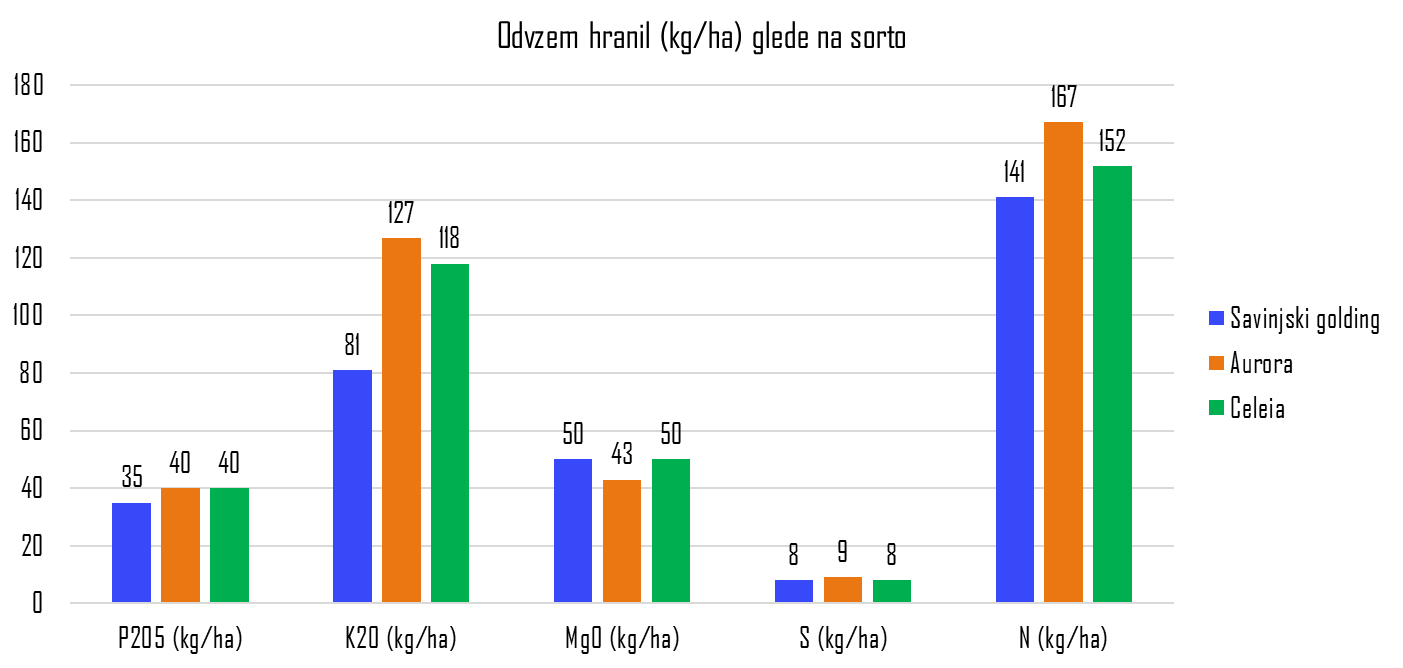 Odvzem hranil (kg/ha) glede na sorto
180
160
140
120
100
80
60
40
20
0
35
40
40
81
127
118
50
43
50
8
9
8
141
167
152
P2O5 (kg/ha)
K2O (kg/ha)
MgO (kg/ha)
S (kg/ha)
N (kg/ha)
Savinjski golding
Aurora
Celeia